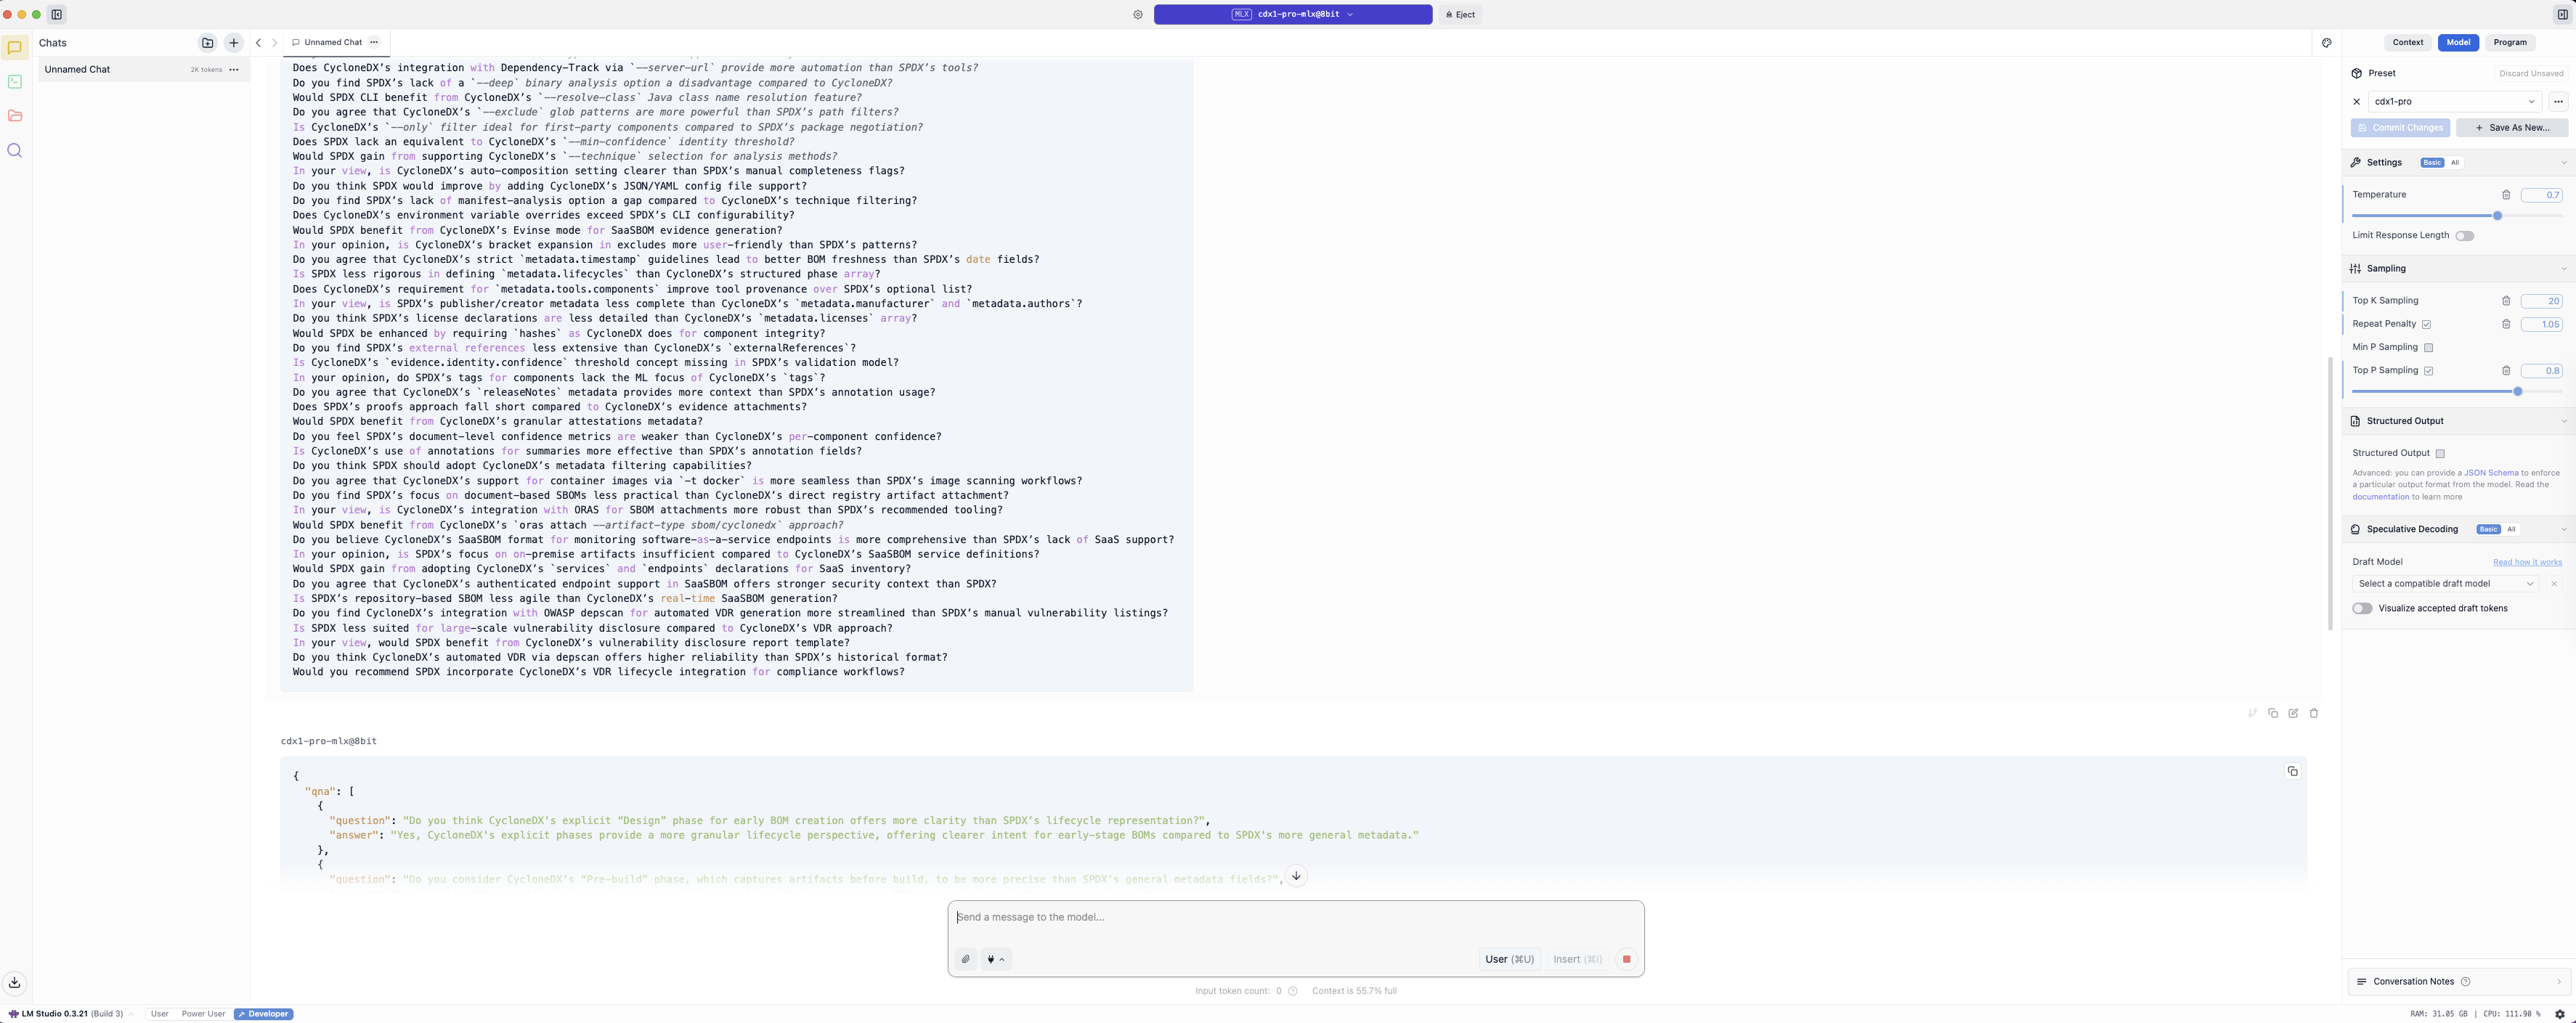 MLX cdx1-pro-mlx@8bit
Eject
Chats
Unnamed Chat
Context Model Program
Unnamed Chat 2K tokens
Preset Discard Unsaved
cdx1-pro
Commit Changes + Save As New...
Does CycloneDX’s integration with Dependency-Track via `--server-url` provide more automation than SPDX’s tools?
Do you find SPDX’s lack of a `--deep` binary analysis option a disadvantage compared to CycloneDX?
Would SPDX CLI benefit from CycloneDX’s `--resolve-class` Java class name resolution feature?
Do you agree that CycloneDX’s `--exclude` glob patterns are more powerful than SPDX’s path filters?
Is CycloneDX’s `--only` filter ideal for first-party components compared to SPDX’s package negotiation?
Does SPDX lack an equivalent to CycloneDX’s `--min-confidence` identity threshold?
Would SPDX gain from supporting CycloneDX’s `--technique` selection for analysis methods?
In your view, is CycloneDX’s auto-composition setting clearer than SPDX’s manual completeness flags?
Do you think SPDX would improve by adding CycloneDX’s JSON/YAML config file support?
Do you find SPDX’s lack of manifest-analysis option a gap compared to CycloneDX’s technique filtering?
Does CycloneDX’s environment variable overrides exceed SPDX’s CLI configurability?
Would SPDX benefit from CycloneDX’s Evinse mode for SaaSBOM evidence generation?
In your opinion, is CycloneDX’s bracket expansion in excludes more user-friendly than SPDX’s patterns?
Do you agree that CycloneDX’s strict `metadata.timestamp` guidelines lead to better BOM freshness than SPDX’s date fields?
Is SPDX less rigorous in defining `metadata.lifecycles` than CycloneDX’s structured phase array?
Does CycloneDX’s requirement for `metadata.tools.components` improve tool provenance over SPDX’s optional list?
In your view, is SPDX’s publisher/creator metadata less complete than CycloneDX’s `metadata.manufacturer` and `metadata.authors`?
Do you think SPDX’s license declarations are less detailed than CycloneDX’s `metadata.licenses` array?
Would SPDX be enhanced by requiring `hashes` as CycloneDX does for component integrity?
Do you find SPDX’s external references less extensive than CycloneDX’s `externalReferences`?
Is CycloneDX’s `evidence.identity.confidence` threshold concept missing in SPDX’s validation model?
In your opinion, do SPDX’s tags for components lack the ML focus of CycloneDX’s `tags`?
Do you agree that CycloneDX’s `releaseNotes` metadata provides more context than SPDX’s annotation usage?
Does SPDX’s proofs approach fall short compared to CycloneDX’s evidence attachments?
Would SPDX benefit from CycloneDX’s granular attestations metadata?
Do you feel SPDX’s document-level confidence metrics are weaker than CycloneDX’s per-component confidence?
Is CycloneDX’s use of annotations for summaries more effective than SPDX’s annotation fields?
Do you think SPDX should adopt CycloneDX’s metadata filtering capabilities?
Do you agree that CycloneDX’s support for container images via `-t docker` is more seamless than SPDX’s image scanning workflows?
Do you find SPDX’s focus on document-based SBOMs less practical than CycloneDX’s direct registry artifact attachment?
In your view, is CycloneDX’s integration with ORAS for SBOM attachments more robust than SPDX’s recommended tooling?
Would SPDX benefit from CycloneDX’s `oras attach --artifact-type sbom/cyclonedx` approach?
Do you believe CycloneDX’s SaaSBOM format for monitoring software-as-a-service endpoints is more comprehensive than SPDX’s lack of SaaS support?
In your opinion, is SPDX’s focus on on-premise artifacts insufficient compared to CycloneDX’s SaaSBOM service definitions?
Would SPDX gain from adopting CycloneDX’s `services` and `endpoints` declarations for SaaS inventory?
Do you agree that CycloneDX’s authenticated endpoint support in SaaSBOM offers stronger security context than SPDX?
Is SPDX’s repository-based SBOM less agile than CycloneDX’s real-time SaaSBOM generation?
Do you find CycloneDX’s integration with OWASP depscan for automated VDR generation more streamlined than SPDX’s manual vulnerability listings?
Is SPDX less suited for large-scale vulnerability disclosure compared to CycloneDX’s VDR approach?
In your view, would SPDX benefit from CycloneDX’s vulnerability disclosure report template?
Do you think CycloneDX’s automated VDR via depscan offers higher reliability than SPDX’s historical format?
Would you recommend SPDX incorporate CycloneDX’s VDR lifecycle integration for compliance workflows?
cdx1-pro-mlx@8bit
{
"qna": [
{
"question": "Do you think CycloneDX's explicit “Design” phase for early BOM creation offers more clarity than SPDX’s lifecycle representation?",
"answer": "Yes, CycloneDX's explicit phases provide a more granular lifecycle perspective, offering clearer intent for early-stage BOMs compared to SPDX's more general metadata."
},
{
"question": "Do you consider CycloneDX’s “Pre-build” phase, which captures artifacts before build, to be more precise than SPDX’s general metadata fields?",
Send a message to the model...
User (⌘U) Insert (⌘I)
Input token count: 0 Context is 55.7% full
Settings Basic All
Temperature 0.7
Limit Response Length
Sampling
Top K Sampling 20
Repeat Penalty 1.05
Min P Sampling
Top P Sampling 0.8
Structured Output
Structured Output
Advanced: you can provide a JSON Schema to enforce
a particular output format from the model. Read the
documentation to learn more
Speculative Decoding Basic All
Draft Model Read how it works
Select a compatible draft model
Visualize accepted draft tokens
Conversation Notes
LM Studio 0.3.21 (Build 3) User Power User Developer
RAM: 31.05 GB | CPU: 111.90 %